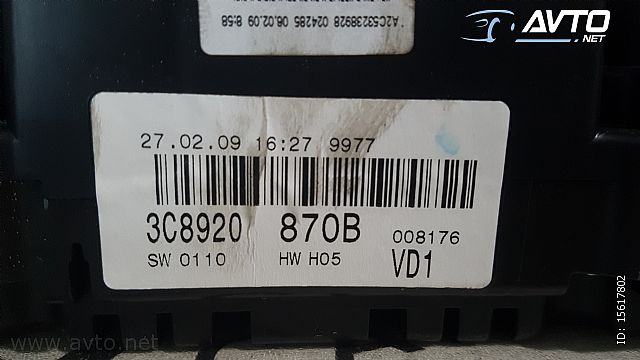 A2C53238928 024285 06.02.09 8:58
AVTO
.NET
27.02.09 16:27 9977
3C8920 870B 008176
SW 0110 HW H05 VD1
www.avto.net
ID: 15617802